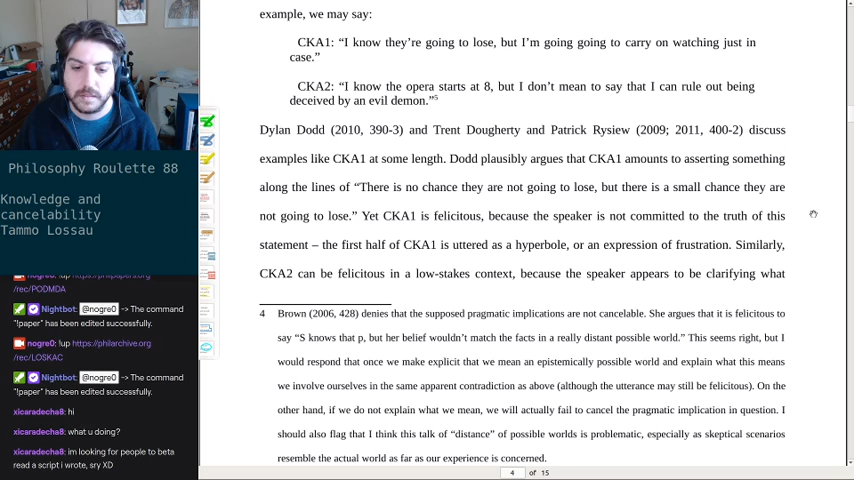 example, we may say:
CKA1: “I know they’re going to lose, but I’m going going to carry on watching just in
case.”
CKA2: “I know the opera starts at 8, but I don’t mean to say that I can rule out being
deceived by an evil demon.”5
Dylan Dodd (2010, 390-3) and Trent Dougherty and Patrick Rysiew (2009; 2011, 400-2) discuss
examples like CKA1 at some length. Dodd plausibly argues that CKA1 amounts to asserting something
along the lines of “There is no chance they are not going to lose, but there is a small chance they are
not going to lose.” Yet CKA1 is felicitous, because the speaker is not committed to the truth of this
statement – the first half of CKA1 is uttered as a hyperbole, or an expression of frustration. Similarly,
CKA2 can be felicitous in a low-stakes context, because the speaker appears to be clarifying what
4 Brown (2006, 428) denies that the supposed pragmatic implications are not cancelable. She argues that it is felicitous to
say “S knows that p, but her belief wouldn’t match the facts in a really distant possible world.” This seems right, but I
would respond that once we make explicit that we mean an epistemically possible world and explain what this means
we involve ourselves in the same apparent contradiction as above (although the utterance may still be felicitous). On the
other hand, if we do not explain what we mean, we will actually fail to cancel the pragmatic implication in question. I
should also flag that I think this talk of “distance” of possible worlds is problematic, especially as skeptical scenarios
resemble the actual world as far as our experience is concerned.
4 of 15
Philosophy Roulette 88
Knowledge and
cancelability
Tammo Lossau
nogre0: !up https://philpapers.org
/rec/PODMDA
Nightbot: @nogre0 -> The command
"!paper" has been edited successfully.
nogre0: !up https://philarchive.org
/rec/LOSKAC
Nightbot: @nogre0 -> The command
"!paper" has been edited successfully.
xicaradecha8: hi
xicaradecha8: what u doing?
xicaradecha8: im looking for people to beta
read a script i wrote, sry XD